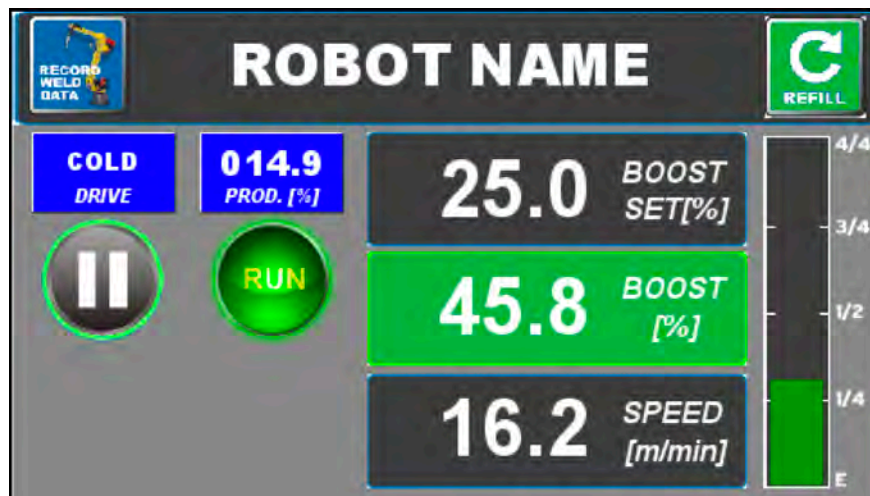 RECORD
WELD
DATA
ROBOT NAME
REFILL
COLD
DRIVE
014.9
PROD. [%]
RUN
25.0 BOOST
SET[%]
45.8 BOOST
[%]
16.2 SPEED
[m/min]
4/4
3/4
1/2
1/4
E